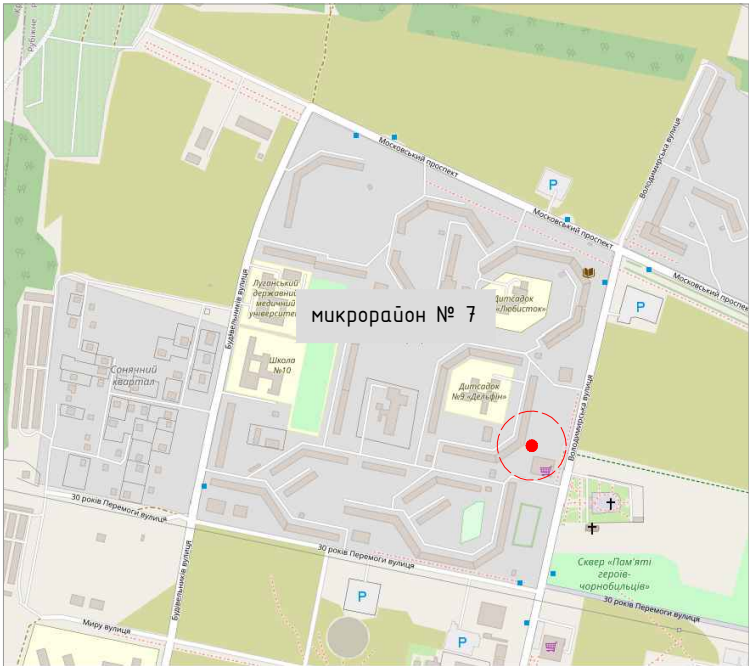 Рубіжне
Московський проспект
Володимирська вулиця
P
Московський проспект
Московський проспек
P
Будівельників вулиця
Луганський
державний
медичний
університет
микрорайон № 7
Дитсадок
«Любисток»
Сонячний
квартал
Школа
№10
Дитсадок
№9 «Дельфін»
Володимирська вулиця
30 років Перемоги вулиця
30 років Перемоги вулиця
Сквер «Пам'яті
героїв-
чорнобильців»
Будівельників вулиця
P
30 років Перемоги вулиця
Миру вулиця
P